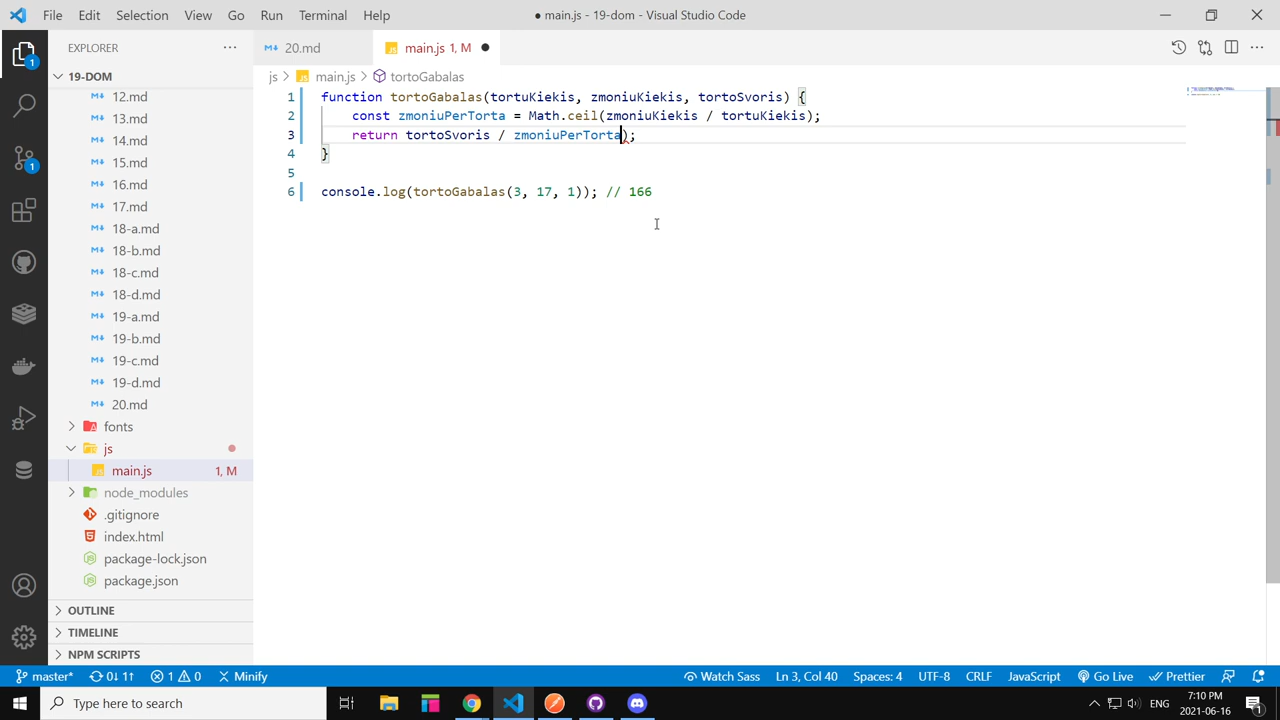 File Edit Selection View Go Run Terminal Help
● main.js - 19-dom - Visual Studio Code
EXPLORER
20.md
main.js 1, M
19-DOM
js > main.js > tortoGabalas
12.md
13.md
14.md
15.md
16.md
17.md
18-a.md
18-b.md
18-c.md
18-d.md
19-a.md
19-b.md
19-c.md
19-d.md
20.md
fonts
js
main.js 1, M
node_modules
.gitignore
index.html
package-lock.json
package.json
OUTLINE
TIMELINE
NPM SCRIPTS
1 function tortoGabalas(tortuKiekis, zmoniuKiekis, tortoSvoris) {
2 const zmoniuPerTorta = Math.ceil(zmoniuKiekis / tortuKiekis);
3 return tortoSvoris / zmoniuPerTorta);
4 }
5
6 console.log(tortoGabalas(3, 17, 1)); // 166
1
1
master* 0↓ 1↑ 1 0 Minify
Watch Sass Ln 3, Col 40 Spaces: 4 UTF-8 CRLF JavaScript Go Live Prettier
Type here to search
ENG
7:10 PM
2021-06-16
1